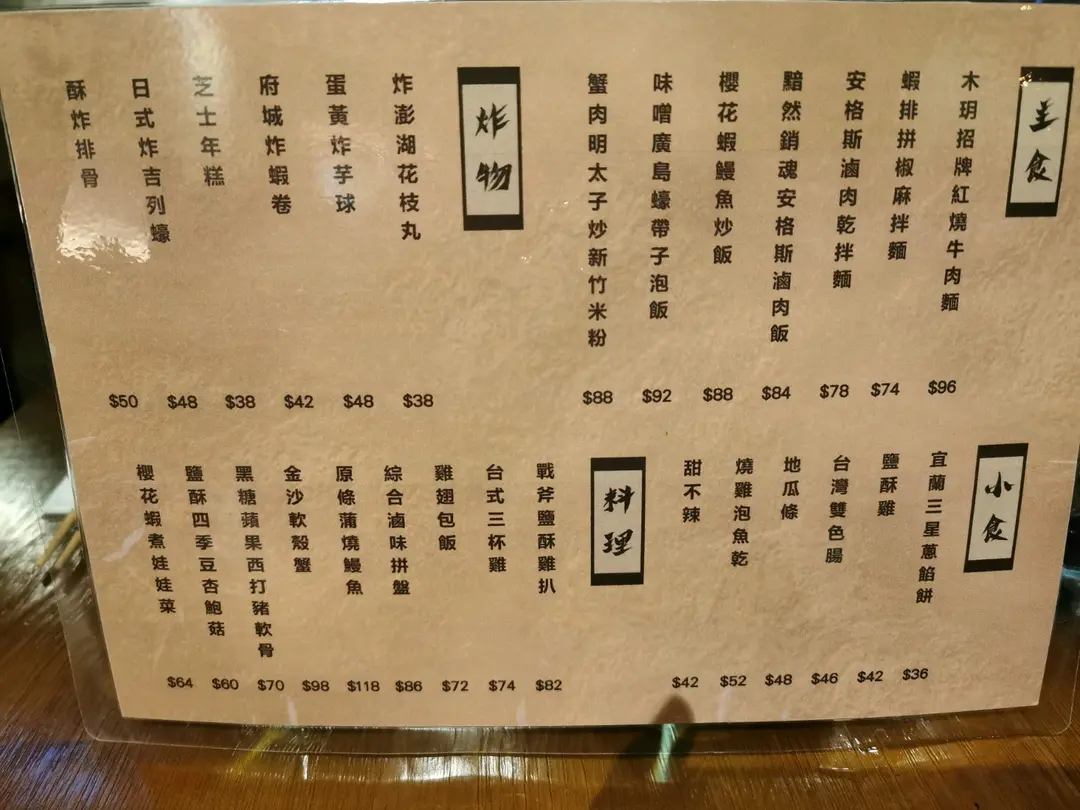 主食
木玥招牌紅燒牛肉麵 $96
蝦排拼椒麻拌麵 $74
安格斯滷肉乾拌麵 $78
黯然銷魂安格斯滷肉飯 $84
櫻花蝦鰻魚炒飯 $88
味噌廣島蠔帶子泡飯 $92
蟹肉明太子炒新竹米粉 $88
炸物
炸澎湖花枝丸 $38
蛋黃炸芋球 $48
府城炸蝦卷 $42
芝士年糕 $38
日式炸吉列蠔 $48
酥炸排骨 $50
小食
宜蘭三星蔥餡餅 $36
鹽酥雞 $42
台灣雙色腸 $46
地瓜條 $48
燒雞泡魚乾 $52
甜不辣 $42
料理
戰斧鹽酥雞扒 $82
台式三杯雞 $74
雞翅包飯 $72
綜合滷味拼盤 $86
原條蒲燒鰻魚 $118
金沙軟殼蟹 $98
黑糖蘋果西打豬軟骨 $70
鹽酥四季豆杏鮑菇 $60
櫻花蝦煮娃娃菜 $64